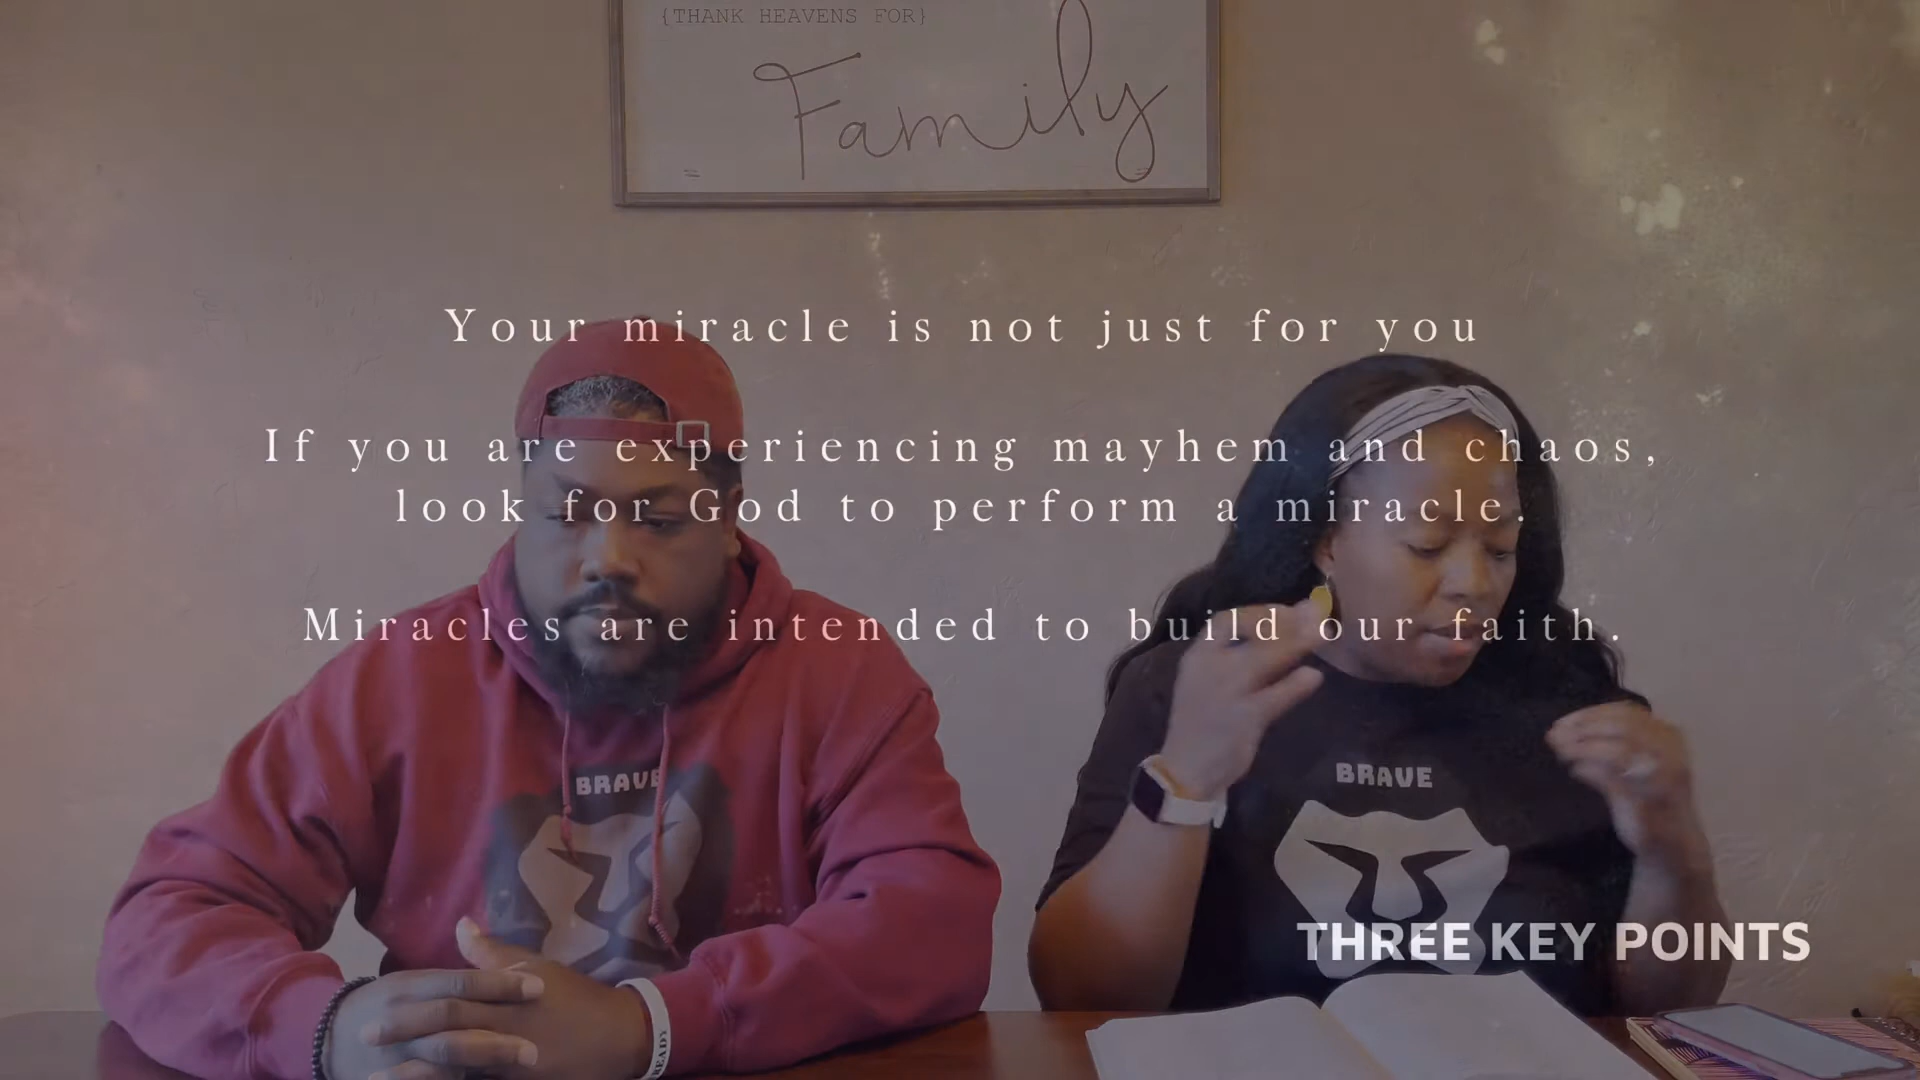 {THANK HEAVENS FOR}
Family
Your miracle is not just for you
If you are experiencing mayhem and chaos,
look for God to perform a miracle.
Miracles are intended to build our faith.
BRAVE
BRAVE
THREE KEY POINTS
READY